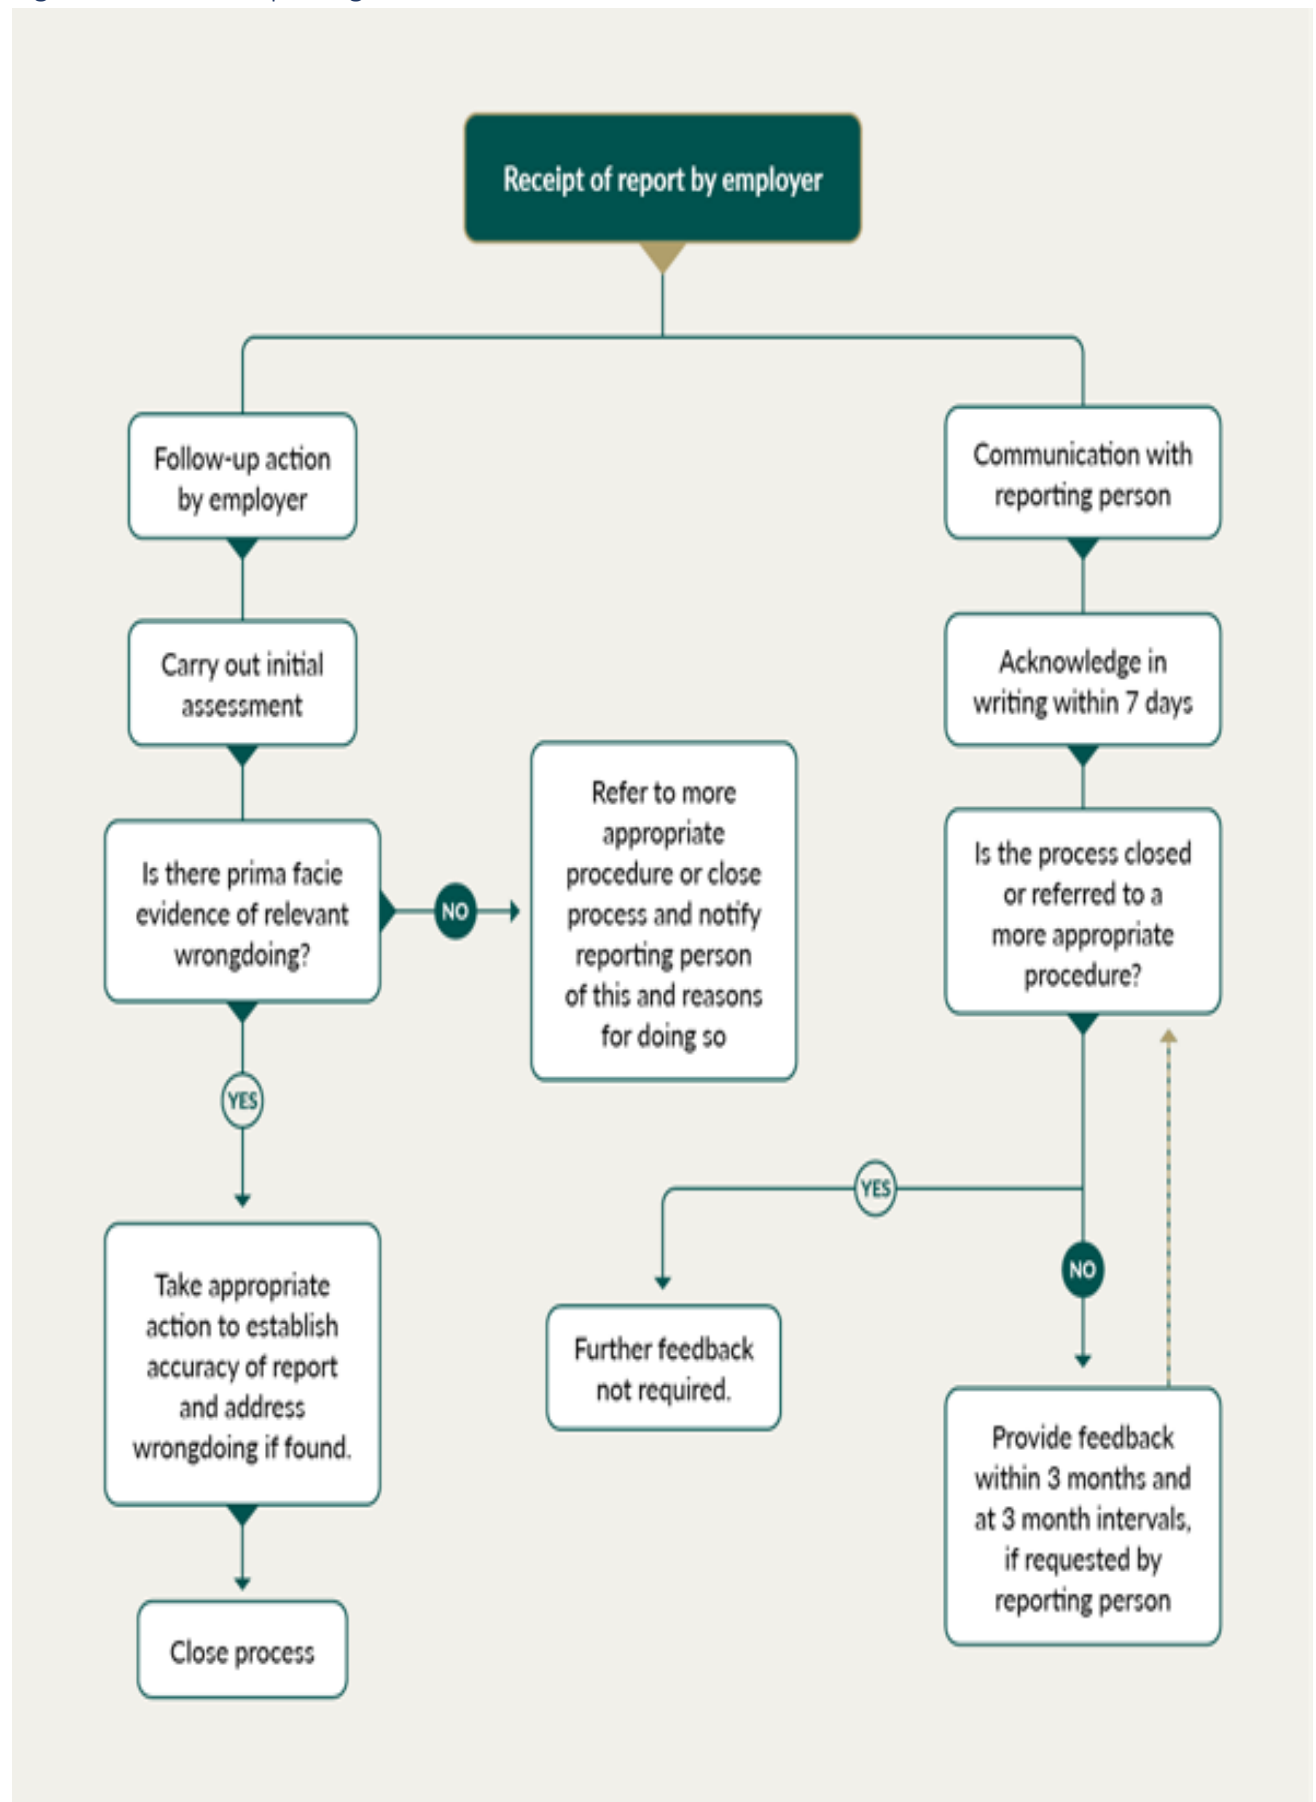 Receipt of report by employer
Follow-up action
by employer
Communication with
reporting person
Carry out initial
assessment
Acknowledge in
writing within 7 days
Is there prima facie
evidence of relevant
wrongdoing?
NO
Refer to more
appropriate
procedure or close
process and notify
reporting person
of this and reasons
for doing so
Is the process closed
or referred to a
more appropriate
procedure?
YES
YES
NO
Take appropriate
action to establish
accuracy of report
and address
wrongdoing if found.
Further feedback
not required.
Provide feedback
within 3 months and
at 3 month intervals,
if requested by
reporting person
Close process